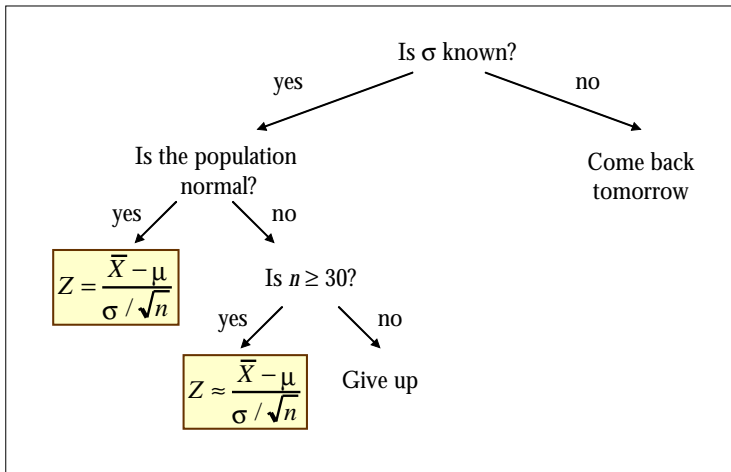 Is σ known?
yes
no
Is the population
normal?
Come back
tomorrow
yes
no
Z = (X̄ − μ) / (σ / √n)
Is n ≥ 30?
yes
no
Z ≈ (X̄ − μ) / (σ / √n)
Give up